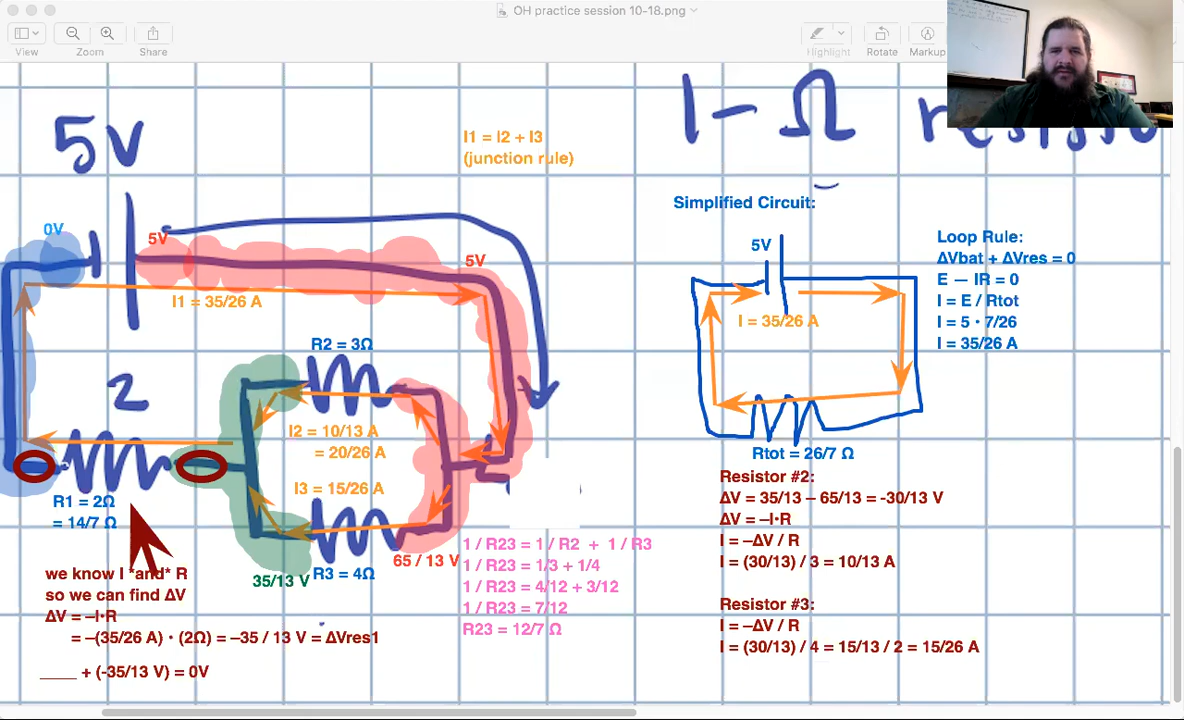 OH practice session 10-18.png
View
Zoom
Share
Highlight
Rotate
Markup
5V
1-Ω
I1 = I2 + I3
(junction rule)
0V
5V
5V
I1 = 35/26 A
2
R2 = 3Ω
I2 = 10/13 A
= 20/26 A
I3 = 15/26 A
R1 = 2Ω
= 14/7 Ω
R3 = 4Ω
35/13 V
65 / 13 V
we know I *and* R
so we can find ΔV
ΔV = –I·R
= –(35/26 A) · (2Ω) = –35 / 13 V = ΔVres1
____ + (-35/13 V) = 0V
1 / R23 = 1 / R2 + 1 / R3
1 / R23 = 1/3 + 1/4
1 / R23 = 4/12 + 3/12
1 / R23 = 7/12
R23 = 12/7 Ω
Simplified Circuit:
5V
I = 35/26 A
Rtot = 26/7 Ω
Loop Rule:
ΔVbat + ΔVres = 0
E — IR = 0
I = E / Rtot
I = 5 · 7/26
I = 35/26 A
Resistor #2:
ΔV = 35/13 – 65/13 = -30/13 V
ΔV = –I·R
I = –ΔV / R
I = (30/13) / 3 = 10/13 A
Resistor #3:
I = –ΔV / R
I = (30/13) / 4 = 15/13 / 2 = 15/26 A